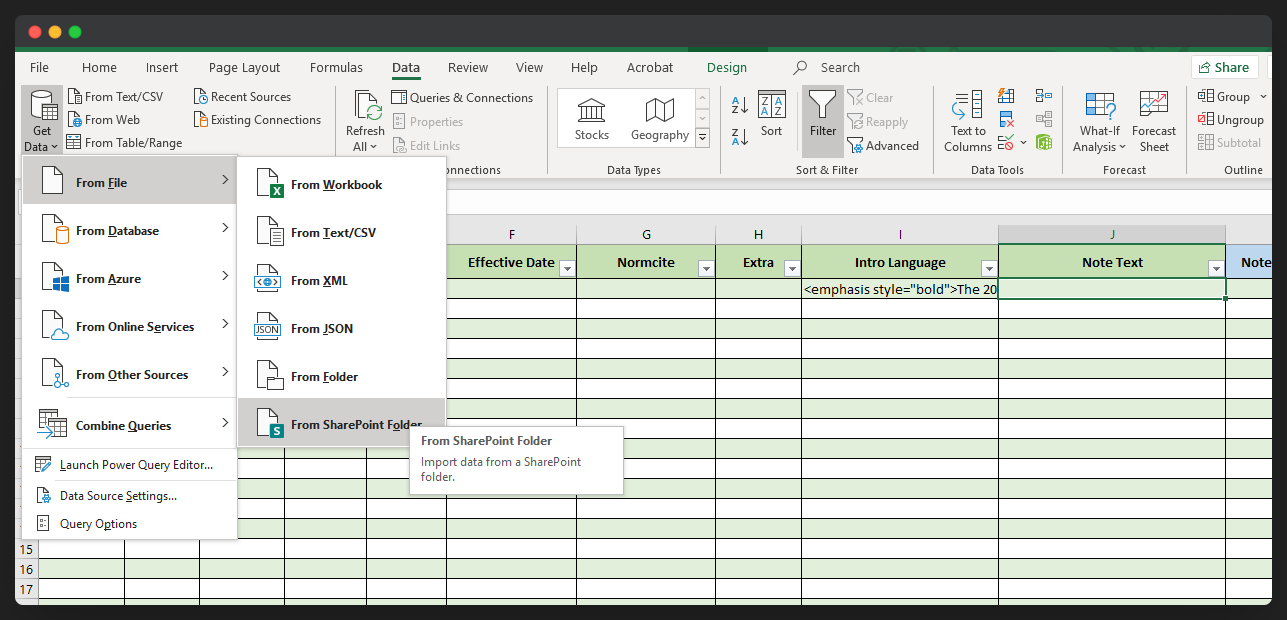 File Home Insert Page Layout Formulas Data Review View Help Acrobat Design Search Share
Get
Data
From Text/CSV
From Web
From Table/Range
Recent Sources
Existing Connections
Refresh
All
Queries & Connections
Properties
Edit Links
Stocks
Geography
Data Types
Sort
Filter
Clear
Reapply
Advanced
Sort & Filter
Text to
Columns
Data Tools
What-If
Analysis
Forecast
Sheet
Forecast
Group
Ungroup
Subtotal
Outline
From File
From Database
From Azure
From Online Services
From Other Sources
Combine Queries
Launch Power Query Editor...
Data Source Settings...
Query Options
From Workbook
From Text/CSV
From XML
JSON
From JSON
From Folder
From SharePoint Folder
From SharePoint Folder
Import data from a SharePoint
folder.
F G H I J
Effective Date Normcite Extra Intro Language Note Text Note
<emphasis style="bold">The 20
15
16
17